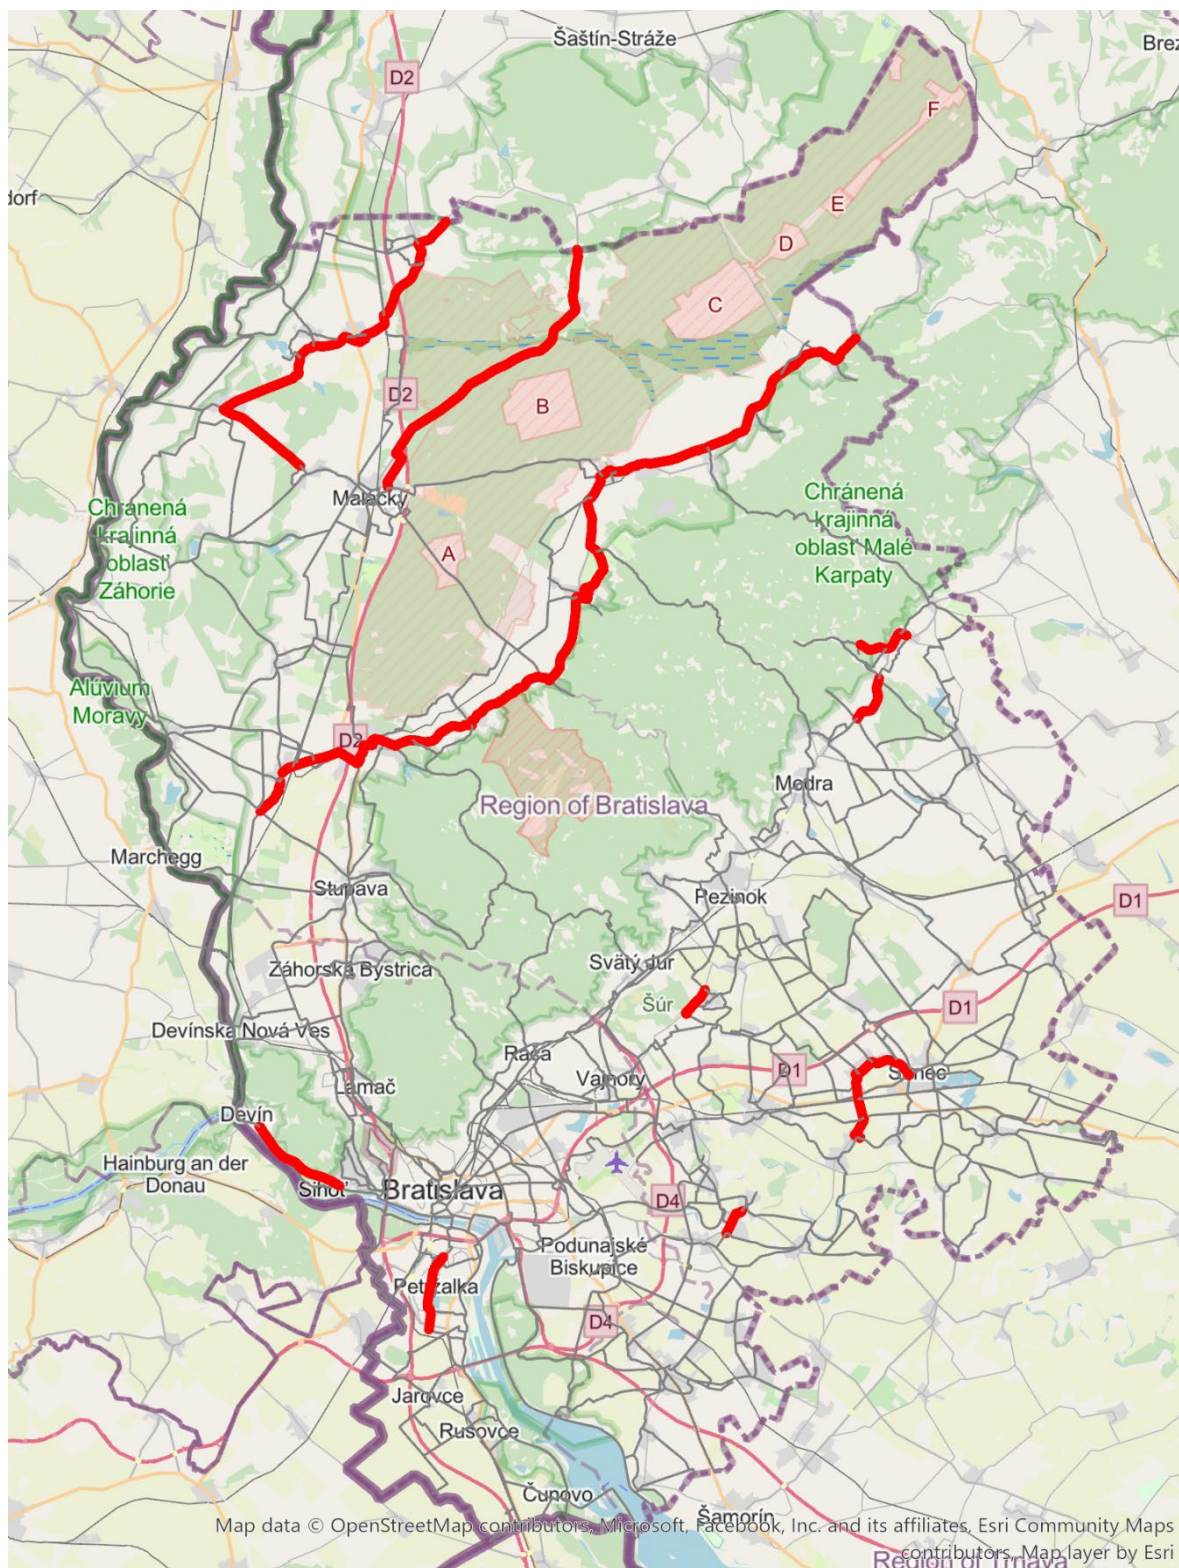 Šaštín-Stráže
Brez
D2
F
dorf
E
D
C
D2
B
Malacky
Chránená
krajinná
oblasť
Záhorie
A
Chránená
krajinná
oblasť Malé
Karpaty
Alúvium
Moravy
D2
Modra
Region of Bratislava
Marchegg
Stupava
Pezinok
D1
Záhorská Bystrica
Svätý Jur
Šúr
D1
Devínska Nová Ves
Rača
Vajnory
D1
Senec
Lamač
Devín
Hainburg an der
Donau
Sihoť
Bratislava
D4
Podunajské
Biskupice
Petržalka
D4
Jarovce
Rusovce
Čunovo
Šamorín
Map data © OpenStreetMap contributors, Microsoft, Facebook, Inc. and its affiliates, Esri Community Maps
contributors, Map layer by Esri
Region of Trnava